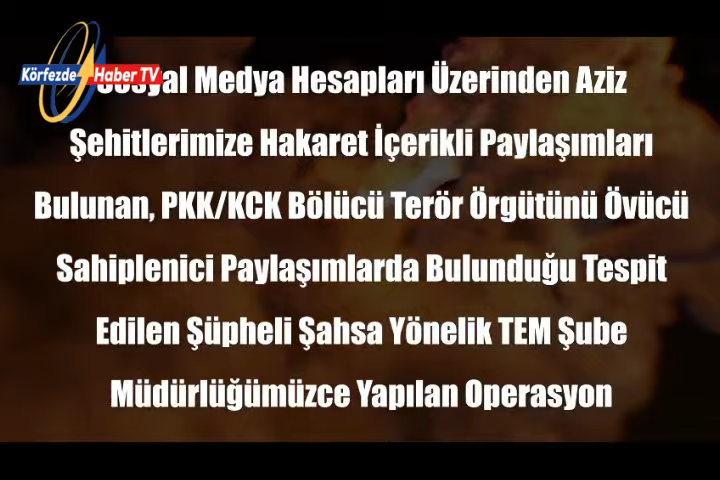 Körfezde Haber TV
Sosyal Medya Hesapları Üzerinden Aziz
Şehitlerimize Hakaret İçerikli Paylaşımları
Bulunan, PKK/KCK Bölücü Terör Örgütünü Övücü
Sahiplenici Paylaşımlarda Bulunduğu Tespit
Edilen Şüpheli Şahsa Yönelik TEM Şube
Müdürlüğümüzce Yapılan Operasyon